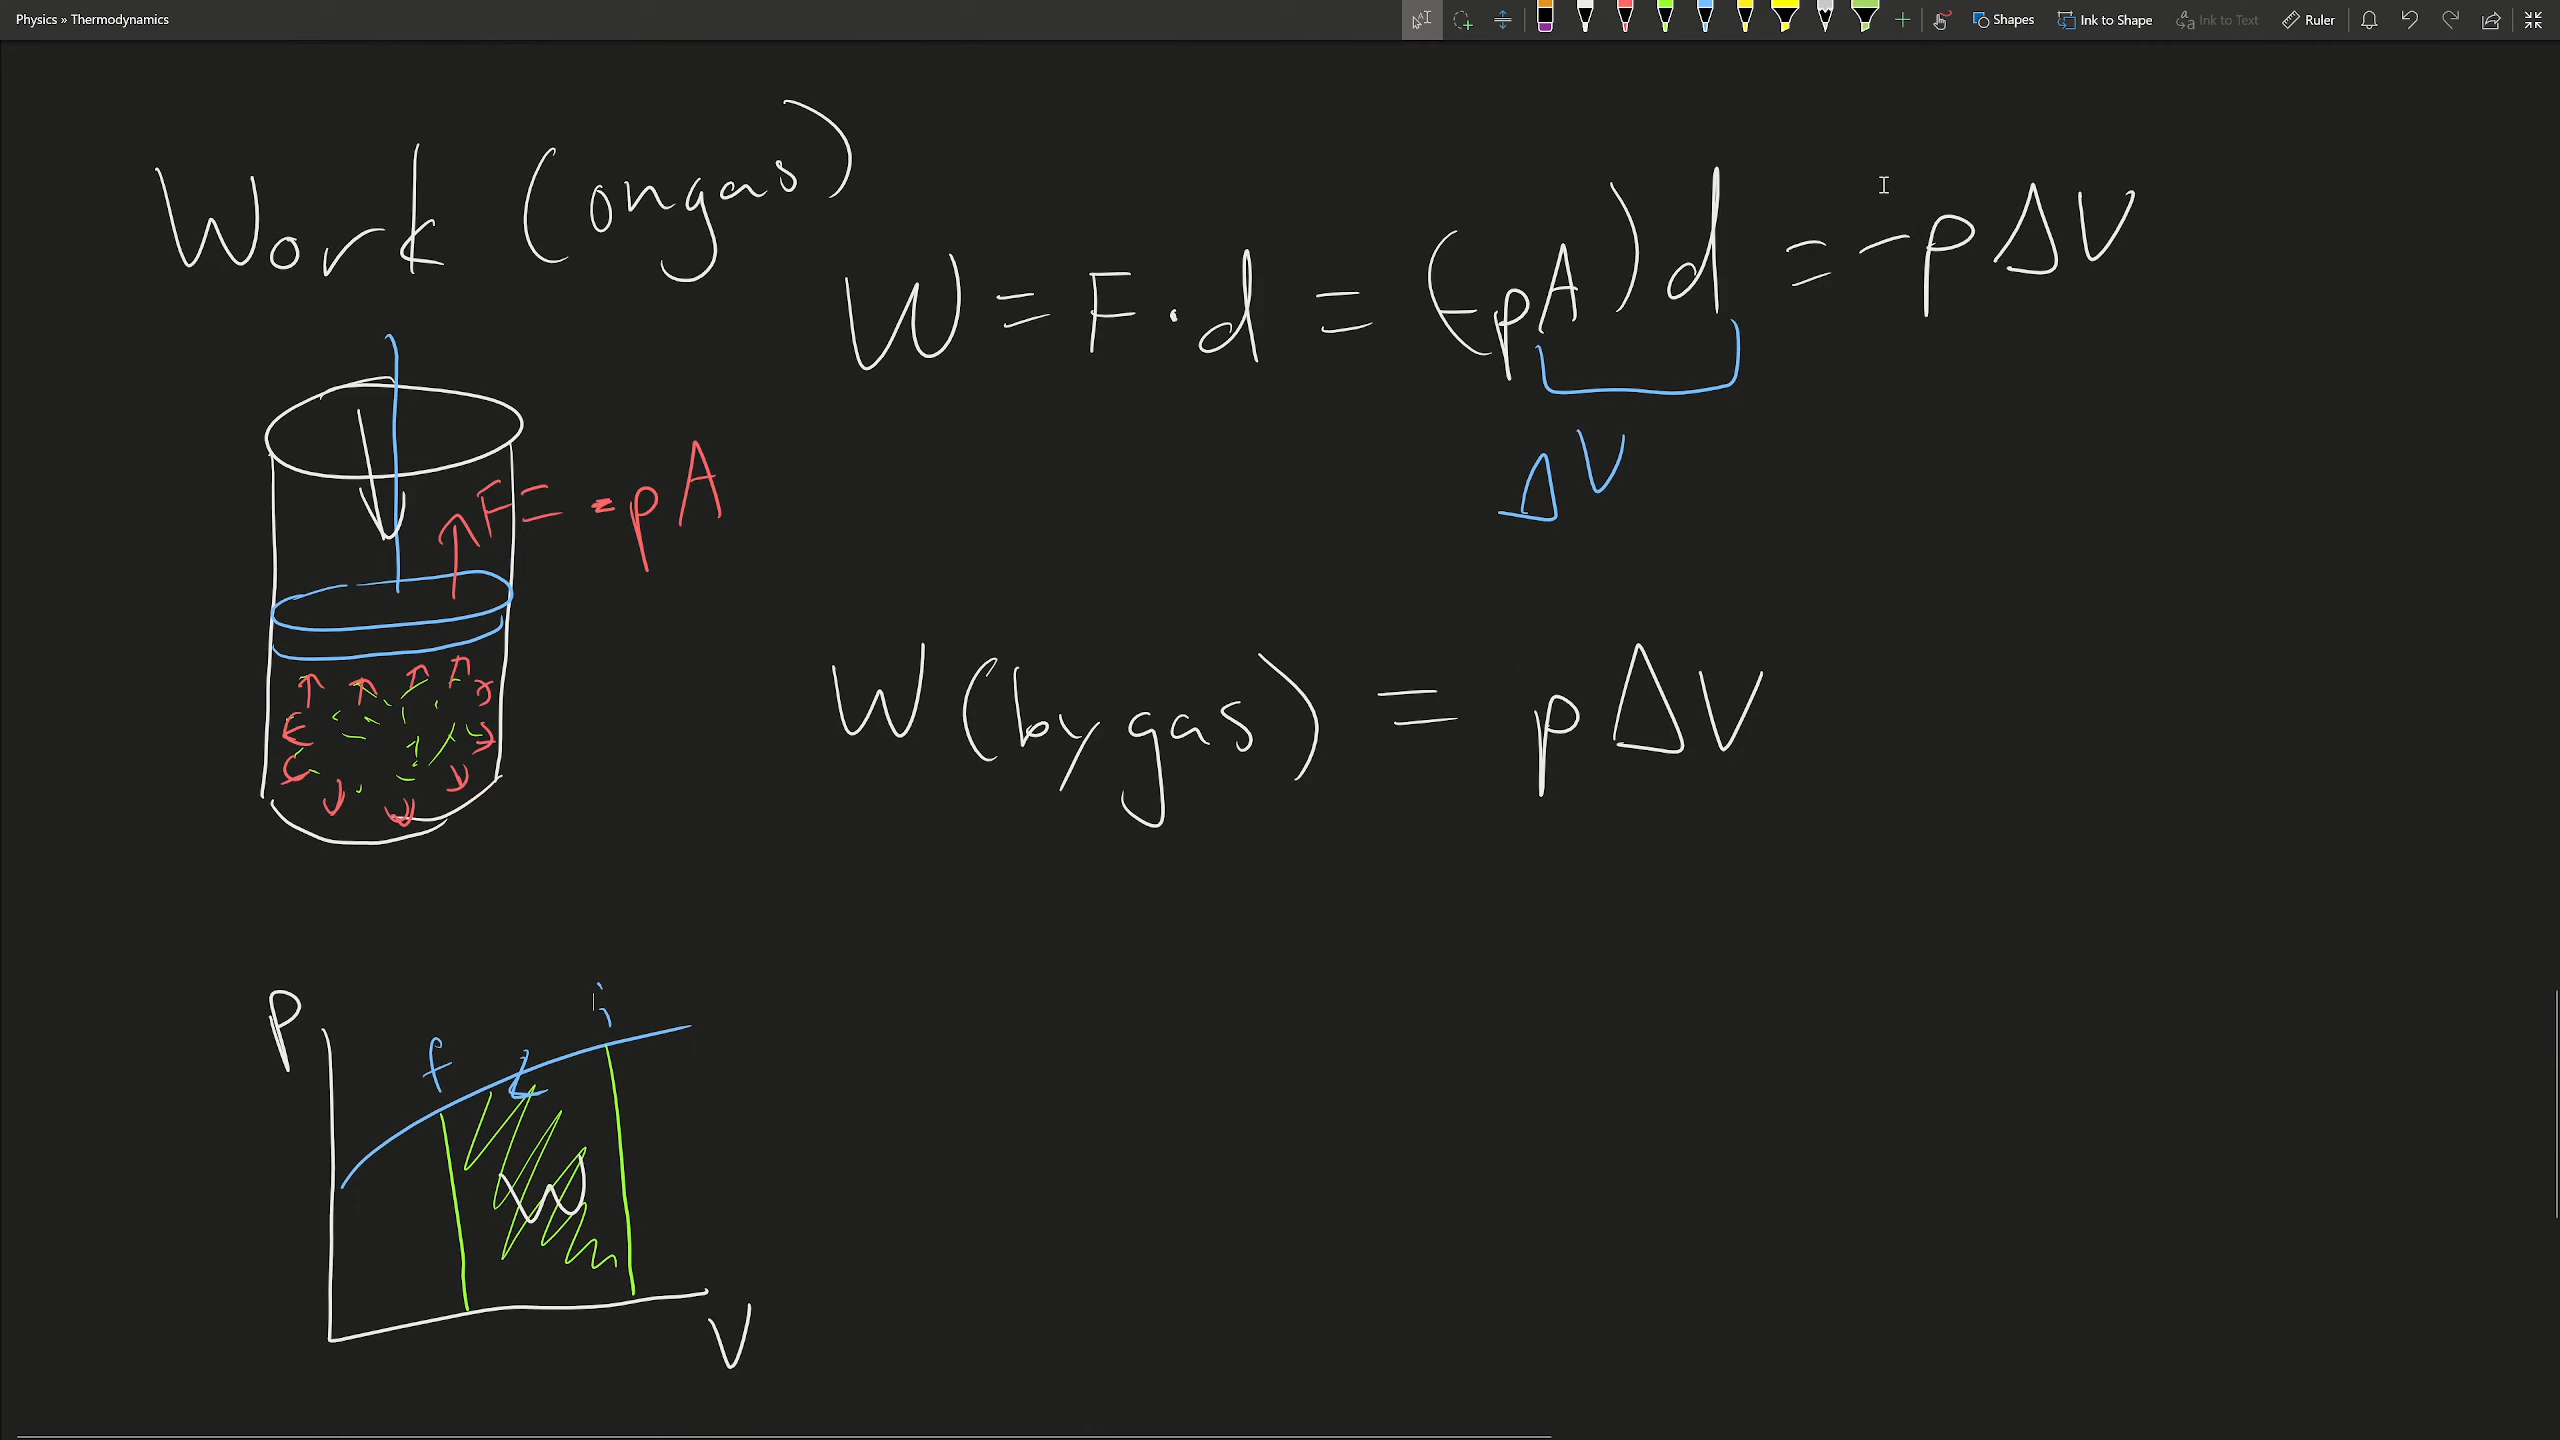 Physics » Thermodynamics
Shapes Ink to Shape Ink to Text Ruler
Work (on gas)
W = F · d = (-pA) d = -pΔV
ΔV
F = -pA
W (by gas) = pΔV
P
i
f
W
V